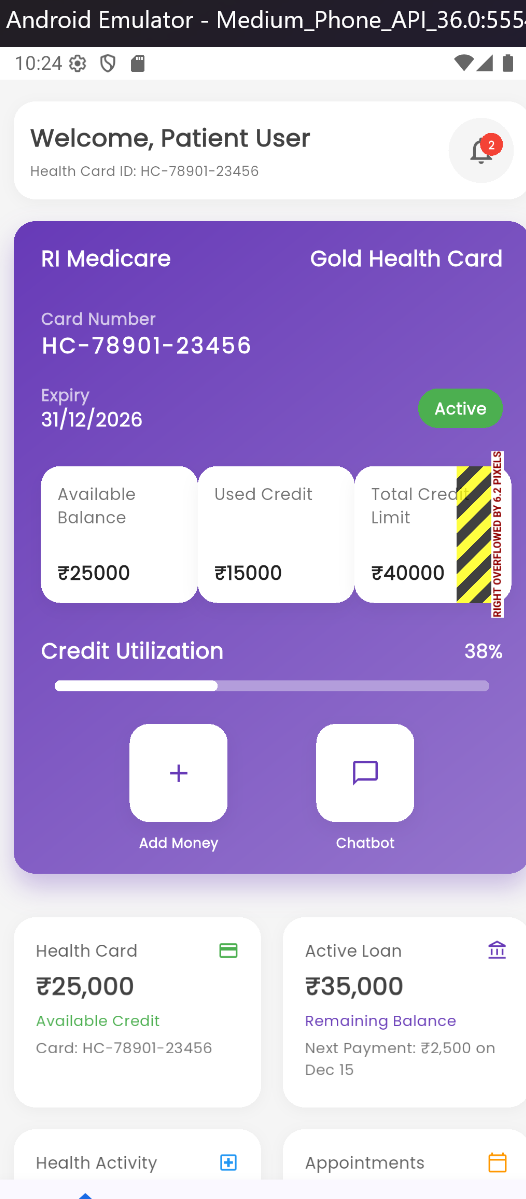 Android Emulator - Medium_Phone_API_36.0:555
10:24
Welcome, Patient User
Health Card ID: HC-78901-23456
2
RI Medicare
Gold Health Card
Card Number
HC-78901-23456
Expiry
31/12/2026
Active
Available
Balance
₹25000
Used Credit
₹15000
Total Credit
Limit
₹40000
RIGHT OVERFLOWED BY 6.2 PIXELS
Credit Utilization
38%
Add Money
Chatbot
Health Card
₹25,000
Available Credit
Card: HC-78901-23456
Active Loan
₹35,000
Remaining Balance
Next Payment: ₹2,500 on
Dec 15
Health Activity
Appointments